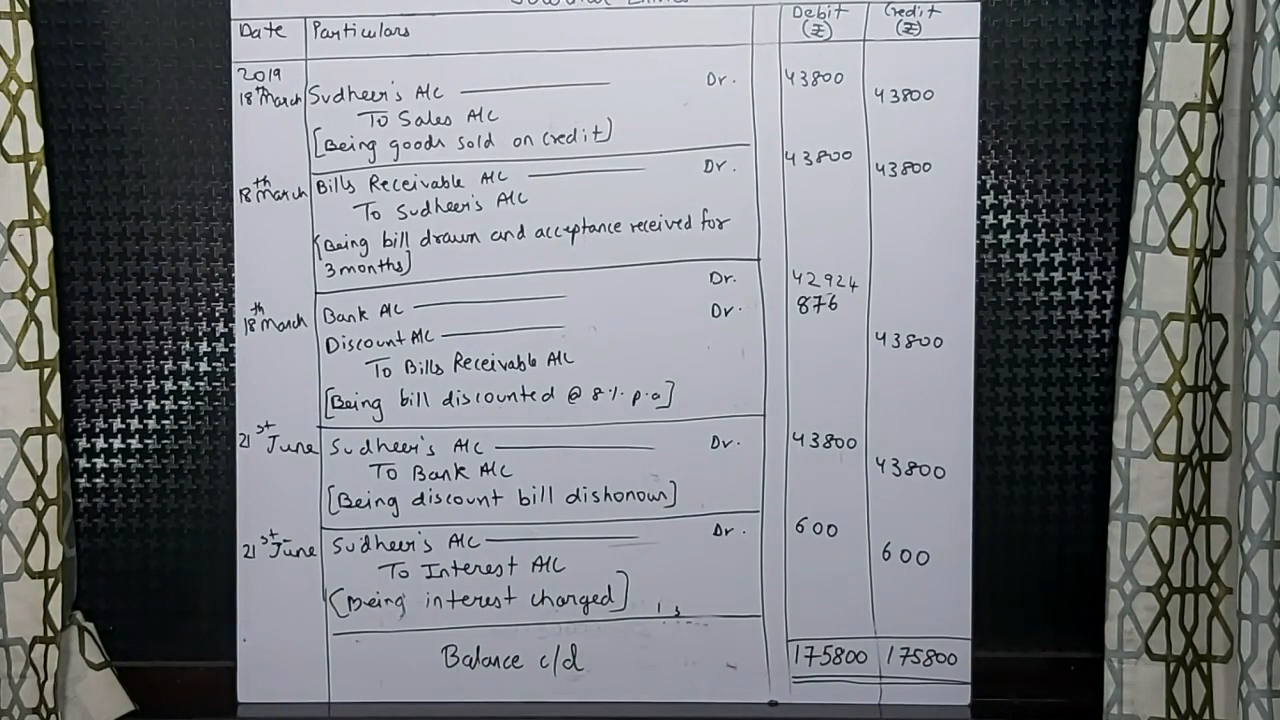 Date Particulars Debit (₹) Credit (₹)
2019
18th March Sudheer's A/c Dr. 43800
To Sales A/c 43800
[Being goods sold on credit)
18th March Bills Receivable A/c Dr. 43800
To Sudheer's A/c 43800
(Being bill drawn and acceptance received for
3 months)
18th March Bank A/c Dr. 42924
Discount A/c Dr. 876
To Bills Receivable A/c 43800
[Being bill discounted @ 8% p.a]
21st June Sudheer's A/c Dr. 43800
To Bank A/c 43800
[Being discount bill dishonour]
21st June Sudheer's A/c Dr. 600
To Interest A/c 600
(Being interest charged]
Balance c/d 175800 175800